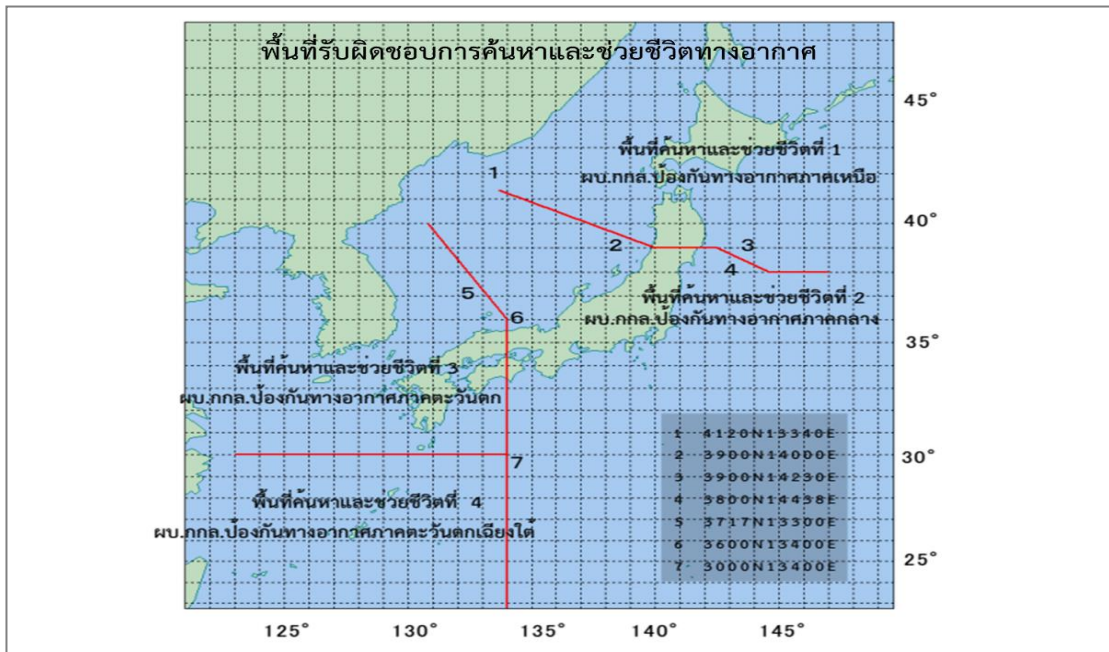 พื้นที่รับผิดชอบการค้นหาและช่วยชีวิตทางอากาศ
45°
พื้นที่ค้นหาและช่วยชีวิตที่ 1
ผบ.กกล.ป้องกันทางอากาศภาคเหนือ
1
40°
2
3
4
5
พื้นที่ค้นหาและช่วยชีวิตที่ 2
ผบ.กกล.ป้องกันทางอากาศภาคกลาง
6
35°
พื้นที่ค้นหาและช่วยชีวิตที่ 3
ผบ.กกล.ป้องกันทางอากาศภาคตะวันตก
1 4120N13340E
2 3900N14000E
3 3900N14230E
4 3800N14438E
5 3717N13300E
6 3600N13400E
7 3000N13400E
7
30°
พื้นที่ค้นหาและช่วยชีวิตที่ 4
ผบ.กกล.ป้องกันทางอากาศภาคตะวันตกเฉียงใต้
25°
125° 130° 135° 140° 145°